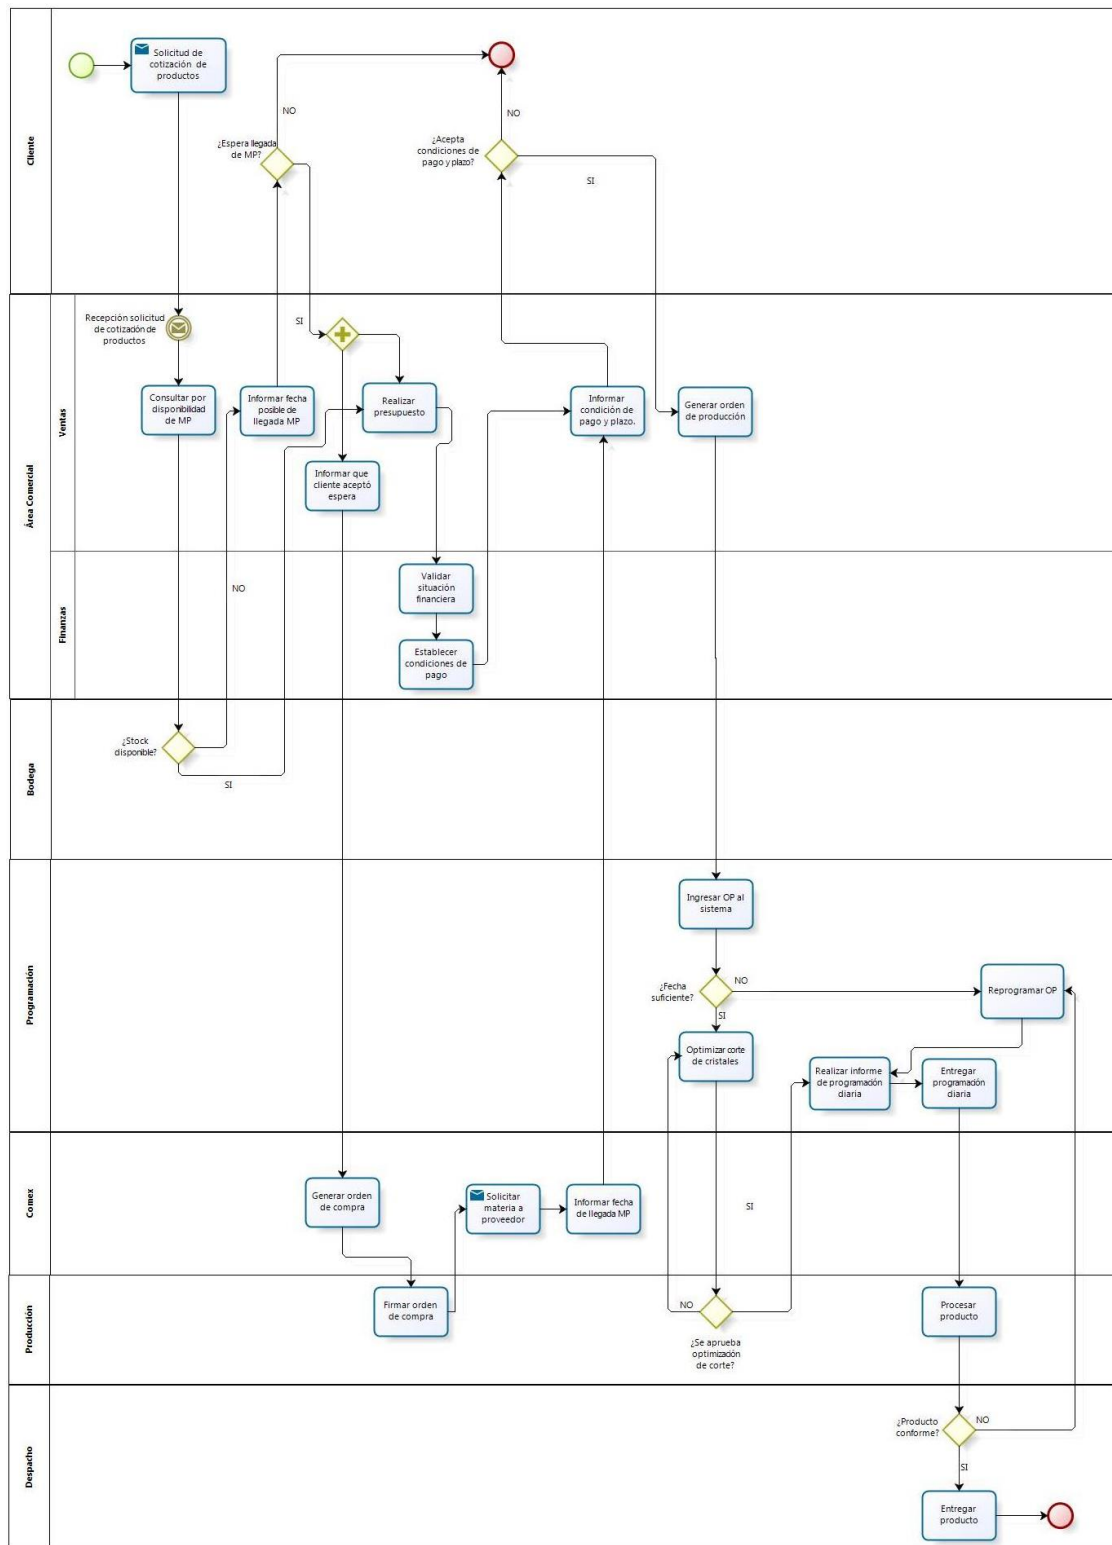 Cliente
Solicitud de
cotización de
productos
NO
¿Espera llegada
de MP?
¿Acepta
condiciones de
pago y plazo?
NO
SI
Área Comercial
Ventas
Recepción solicitud
de cotización de
productos
SI
Consultar por
disponibilidad
de MP
Informar fecha
posible de
llegada MP
Realizar
presupuesto
Informar
condición de
pago y plazo.
Generar orden
de producción
Informar que
cliente aceptó
espera
Finanzas
NO
Validar
situación
financiera
Establecer
condiciones de
pago
Bodega
¿Stock
disponible?
SI
Programación
Ingresar OP al
sistema
¿Fecha
suficiente?
NO
SI
Reprogramar OP
Optimizar corte
de cristales
Realizar informe
de programación
diaria
Entregar
programación
diaria
Comex
Generar orden
de compra
Solicitar
materia a
proveedor
Informar fecha
de llegada MP
SI
Producción
Firmar orden
de compra
NO
¿Se aprueba
optimización
de corte?
Procesar
producto
Despacho
¿Producto
conforme?
NO
SI
Entregar
producto